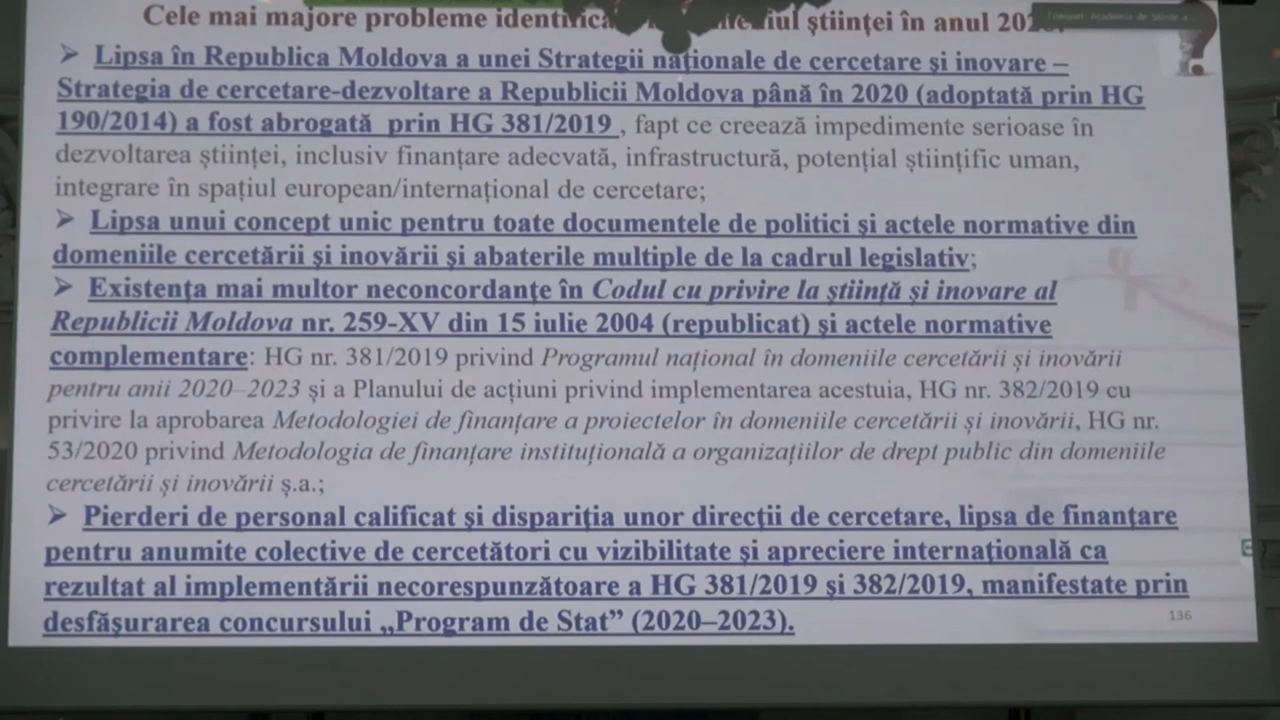 Cele mai majore probleme științei în anul
➢ Lipsa în Republica Moldova a unei Strategii naționale de cercetare și inovare –
Strategia de cercetare-dezvoltare a Republicii Moldova până în 2020 (adoptată prin HG
190/2014) a fost abrogată prin HG 381/2019 , fapt ce creează impedimente serioase în
dezvoltarea științei, inclusiv finanțare adecvată, infrastructură, potențial științific uman,
integrare în spațiul european/internațional de cercetare;
➢ Lipsa unui concept unic pentru toate documentele de politici și actele normative din
domeniile cercetării și inovării și abaterile multiple de la cadrul legislativ;
➢ Existența mai multor neconcordanțe în Codul cu privire la știință și inovare al
Republicii Moldova nr. 259-XV din 15 iulie 2004 (republicat) și actele normative
complementare: HG nr. 381/2019 privind Programul național în domeniile cercetării și inovării
pentru anii 2020–2023 și a Planului de acțiuni privind implementarea acestuia, HG nr. 382/2019 cu
privire la aprobarea Metodologiei de finanțare a proiectelor în domeniile cercetării și inovării, HG nr.
53/2020 privind Metodologia de finanțare instituțională a organizațiilor de drept public din domeniile
cercetării și inovării ș.a.;
➢ Pierderi de personal calificat și dispariția unor direcții de cercetare, lipsa de finanțare
pentru anumite colective de cercetători cu vizibilitate și apreciere internațională ca
rezultat al implementării necorespunzătoare a HG 381/2019 și 382/2019, manifestate prin
desfășurarea concursului „Program de Stat” (2020–2023).
136